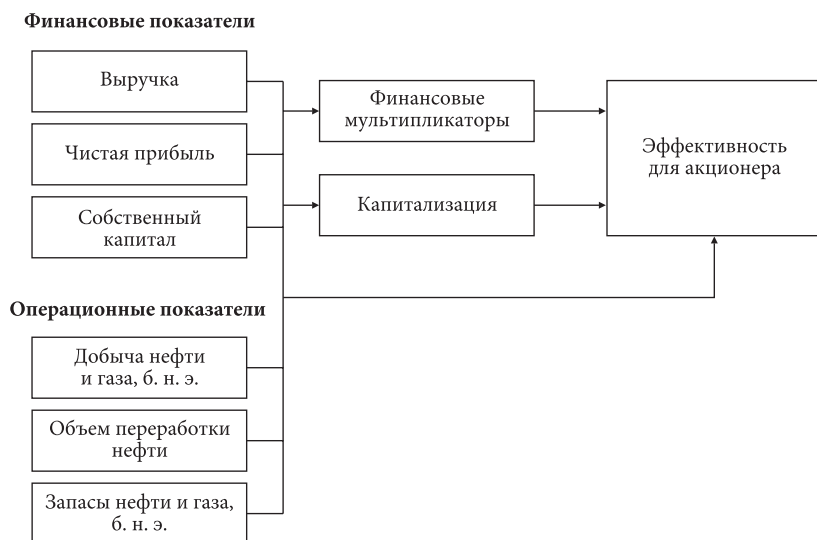 Финансовые показатели
Выручка
Чистая прибыль
Собственный
капитал
Финансовые
мультипликаторы
Капитализация
Эффективность
для акционера
Операционные показатели
Добыча нефти
и газа, б. н. э.
Объем переработки
нефти
Запасы нефти и газа,
б. н. э.